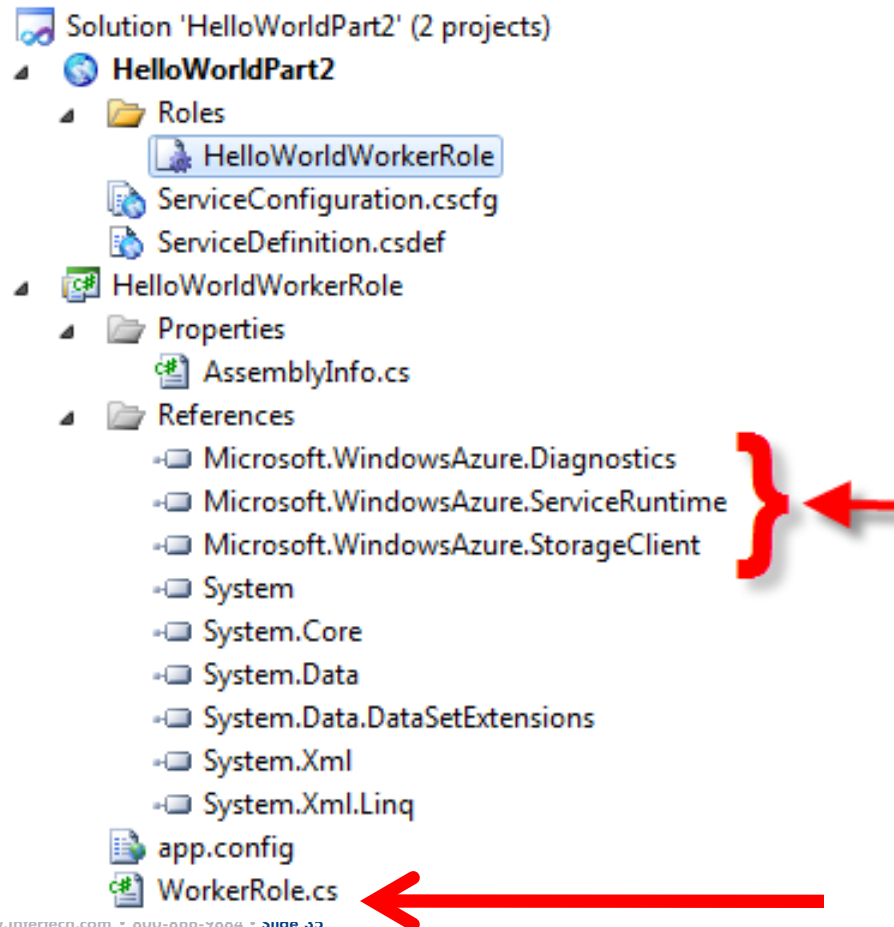 Solution 'HelloWorldPart2' (2 projects)
HelloWorldPart2
Roles
HelloWorldWorkerRole
ServiceConfiguration.cscfg
ServiceDefinition.csdef
C# HelloWorldWorkerRole
Properties
C# AssemblyInfo.cs
References
Microsoft.WindowsAzure.Diagnostics
Microsoft.WindowsAzure.ServiceRuntime
Microsoft.WindowsAzure.StorageClient
System
System.Core
System.Data
System.Data.DataSetExtensions
System.Xml
System.Xml.Linq
app.config
C# WorkerRole.cs
Slide 35